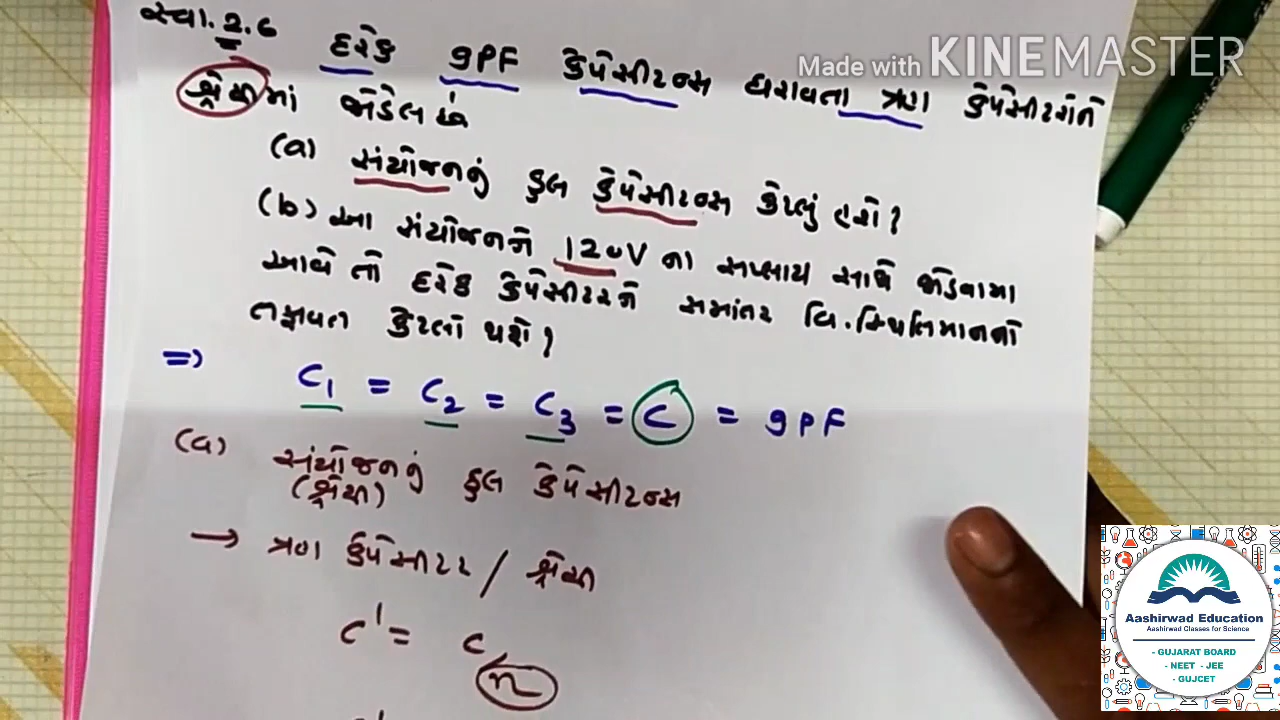 સ્વા. 2.6
દરેક 9PF કેપેસીટન્સ ધરાવતા ત્રણ કેપેસીટરોને
શ્રેણીમાં જોડેલ છે
(a) સંયોજનનું કુલ કેપેસીટન્સ કેટલું હશે?
(b) આ સંયોજનને 120V ના સપ્લાય સાથે જોડવામાં
આવે તો દરેક કેપેસીટરને સમાંતર વિ.સ્થિતિમાનનો
તફાવત કેટલો થશે?
⇒ C₁ = C₂ = C₃ = C = 9PF
(a) સંયોજનનું કુલ કેપેસીટન્સ
(શ્રેણી)
→ ત્રણ કેપેસીટર / શ્રેણી
C' = C/n
Made with KINEMASTER
Aashirwad Education
Aashirwad Classes for Science
- GUJARAT BOARD
- NEET - JEE
- GUJCET